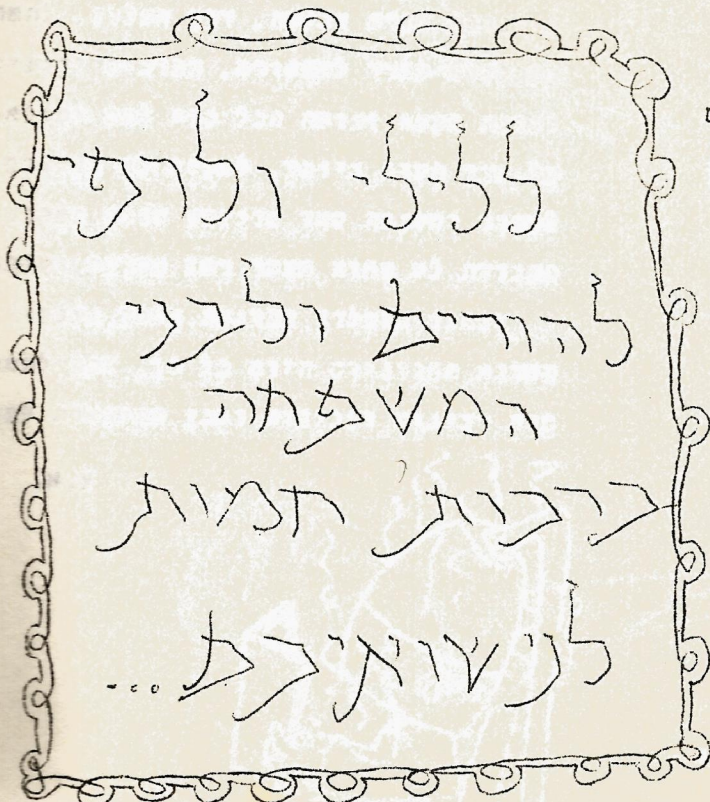 ללילי ולרפי
להורים ולבני
המשפחה
ברכות חמות
לנישואיכם...